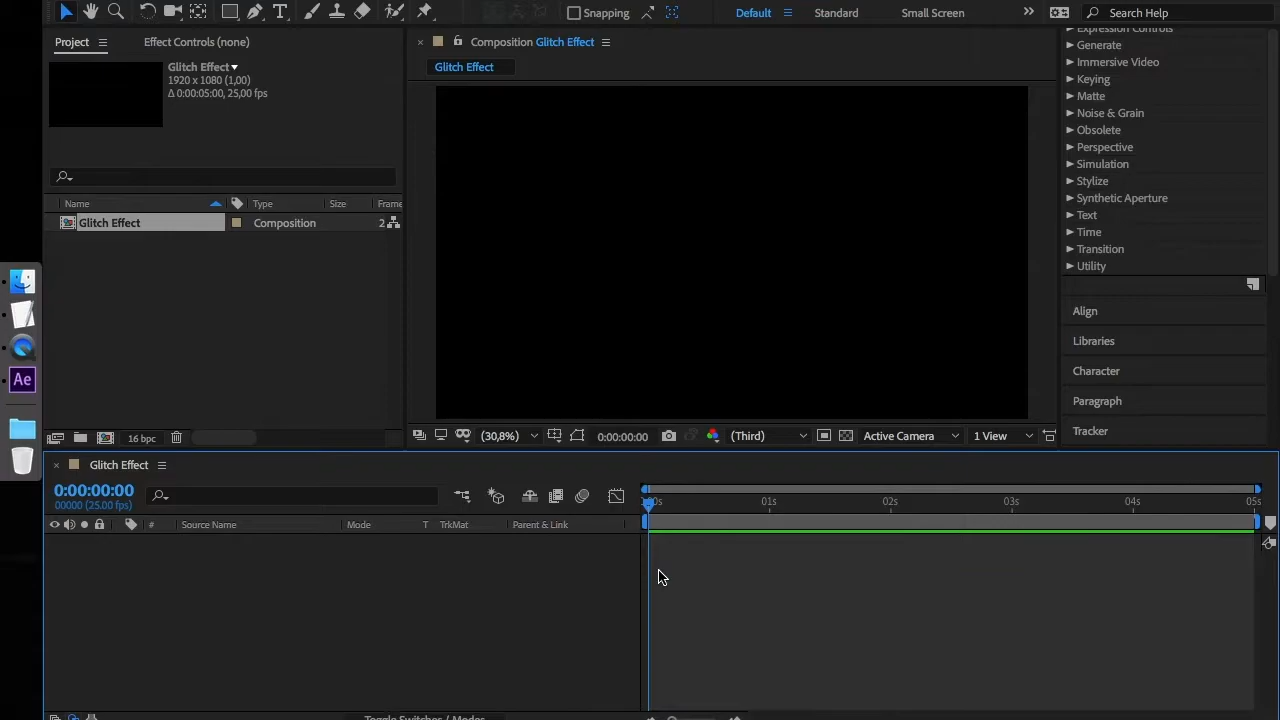 Snapping
Default
Standard
Small Screen
Search Help
Project
Effect Controls (none)
Glitch Effect
1920 x 1080 (1,00)
Δ 0:00:05:00, 25,00 fps
Name
Type
Size
Frame
Glitch Effect
Composition
2
16 bpc
Composition Glitch Effect
Glitch Effect
(30,8%)
0:00:00:00
(Third)
Active Camera
1 View
Expression Controls
Generate
Immersive Video
Keying
Matte
Noise & Grain
Obsolete
Perspective
Simulation
Stylize
Synthetic Aperture
Text
Time
Transition
Utility
Align
Libraries
Character
Paragraph
Tracker
Ae
Glitch Effect
0:00:00:00
00000 (25.00 fps)
#
Source Name
Mode
T
TrkMat
Parent & Link
01s
02s
03s
04s
05s
Toggle Switches / Modes